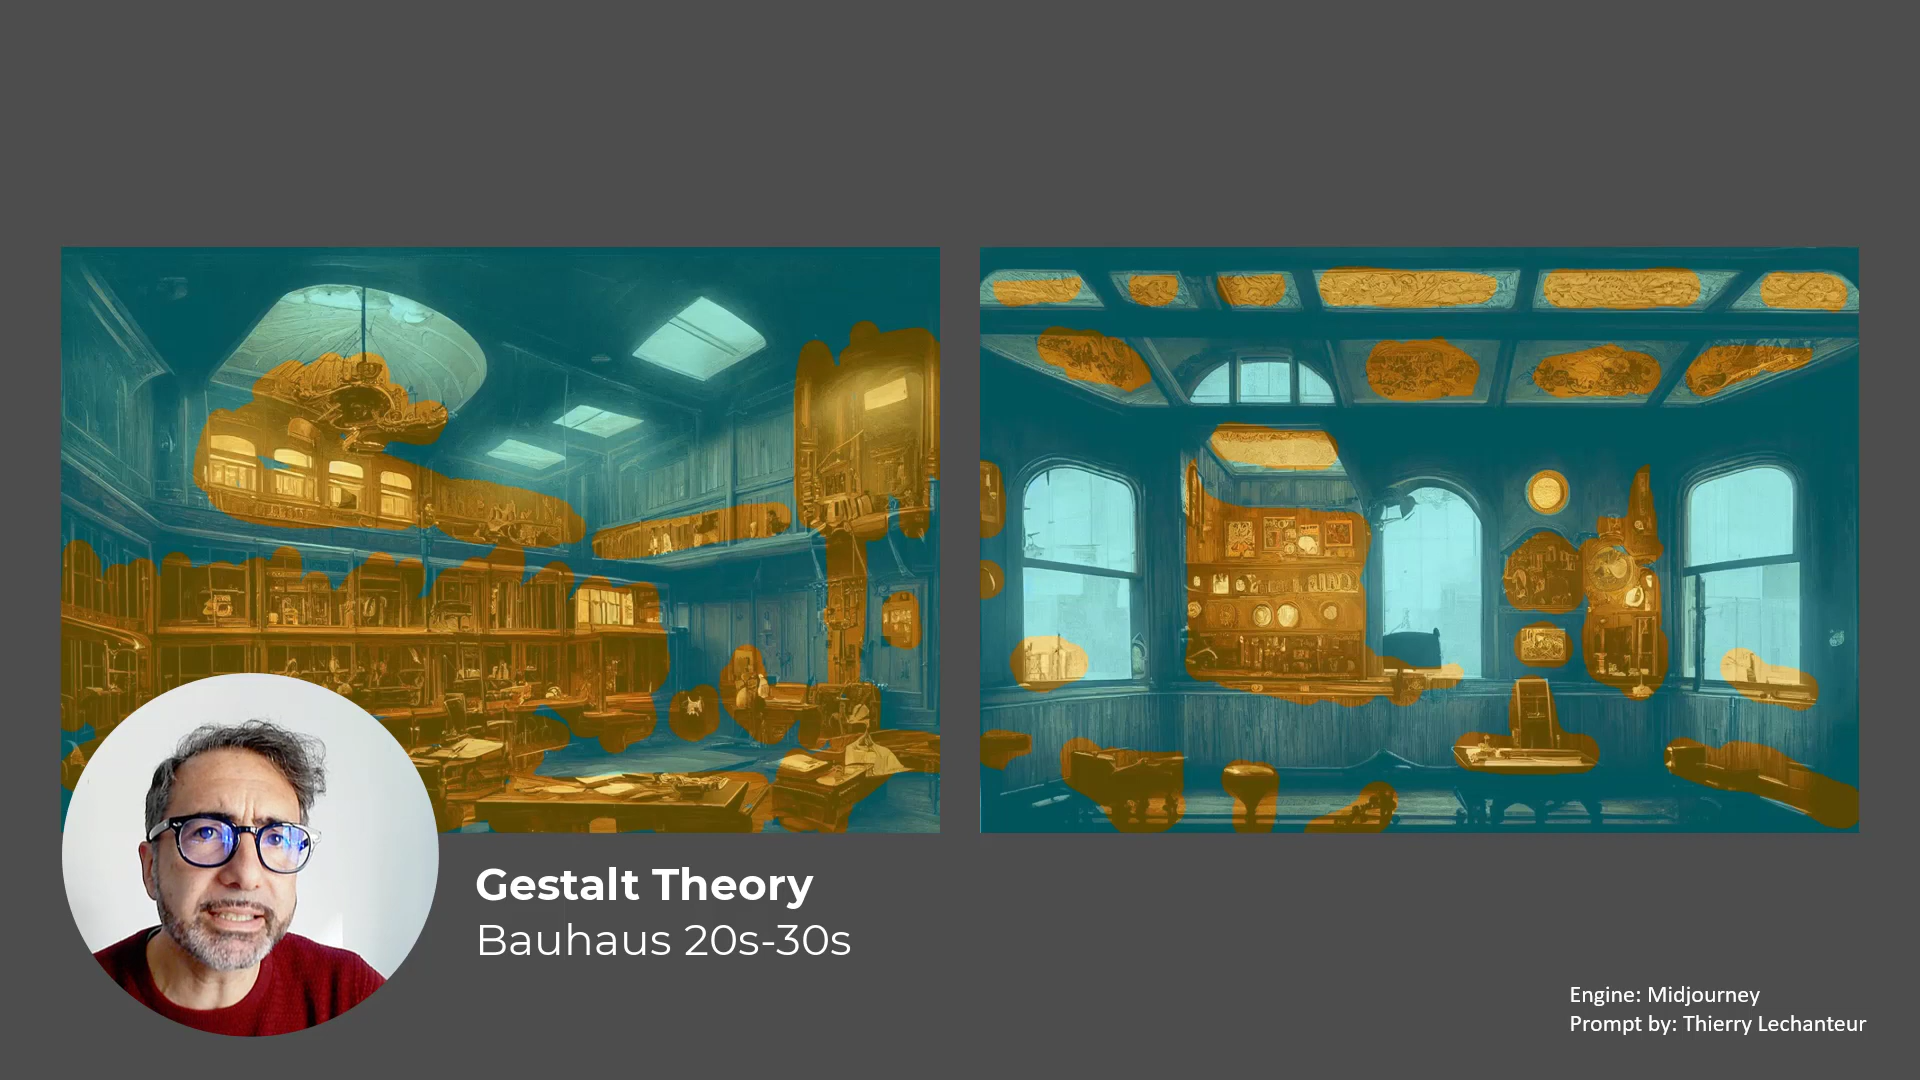 Gestalt Theory
Bauhaus 20s-30s
Engine: Midjourney
Prompt by: Thierry Lechanteur